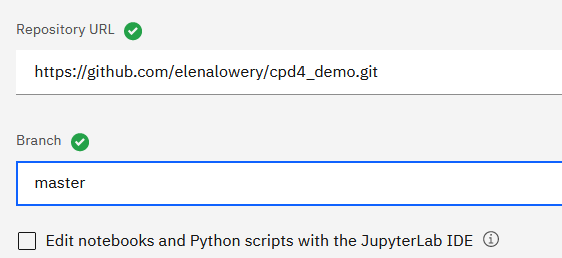 Repository URL
https://github.com/elenalowery/cpd4_demo.git
Branch
master
Edit notebooks and Python scripts with the JupyterLab IDE